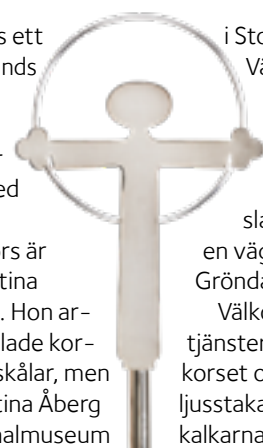 s ett
nds
r
ed
rs är
tina
. Hon ar-
lade kor-
skålar, men
tina Åberg
nalmuseum
i Sto
Vä
sla
en väg
Grönda
Välko
tjänster
korset o
ljusstaka
kalkarna